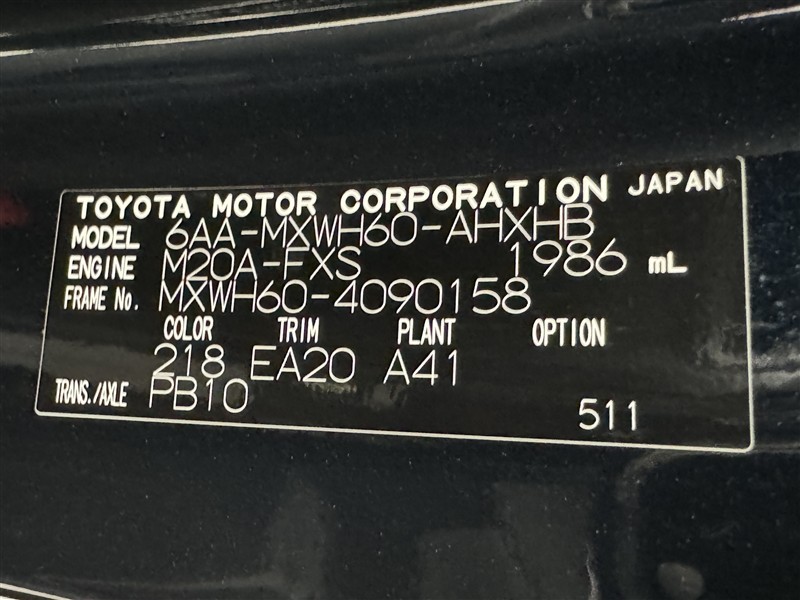 TOYOTA MOTOR CORPORATION JAPAN
MODEL 6AA-MXWH60-AHXHB
ENGINE M20A-FXS 1986 mL
FRAME No. MXWH60-4090158
COLOR TRIM PLANT OPTION
218 EA20 A41
TRANS./AXLE PB10
511